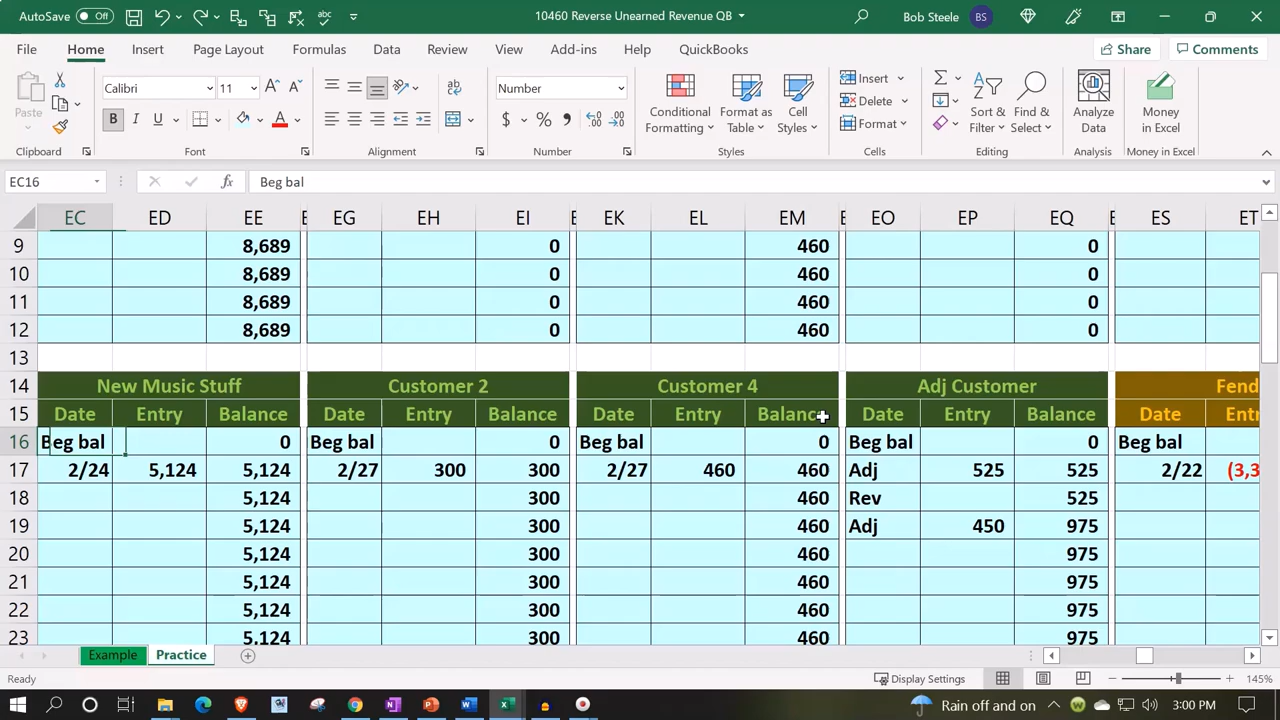 AutoSave Off 10460 Reverse Unearned Revenue QB Bob Steele BS
File Home Insert Page Layout Formulas Data Review View Add-ins Help QuickBooks Share Comments
Calibri 11 Number Insert
Paste Conditional Formatting Format as Table Cell Styles Delete Sort & Filter Find & Select Analyze Data Money in Excel
B I U $ % Format
Clipboard Font Alignment Number Styles Cells Editing Analysis Money in Excel
EC16 fx Beg bal
EC ED EE E EG EH EI E EK EL EM E EO EP EQ E ES ET
9 8,689 0 460 0
10 8,689 0 460 0
11 8,689 0 460 0
12 8,689 0 460 0
13
14 New Music Stuff Customer 2 Customer 4 Adj Customer Fend
15 Date Entry Balance Date Entry Balance Date Entry Balance Date Entry Balance Date Entr
16 Beg bal 0 Beg bal 0 Beg bal 0 Beg bal 0 Beg bal
17 2/24 5,124 5,124 2/27 300 300 2/27 460 460 Adj 525 525 2/22 (3,3
18 5,124 300 460 Rev 525
19 5,124 300 460 Adj 450 975
20 5,124 300 460 975
21 5,124 300 460 975
22 5,124 300 460 975
23 5,124 300 460 975
Example Practice
Ready Display Settings 145%
Rain off and on 3:00 PM